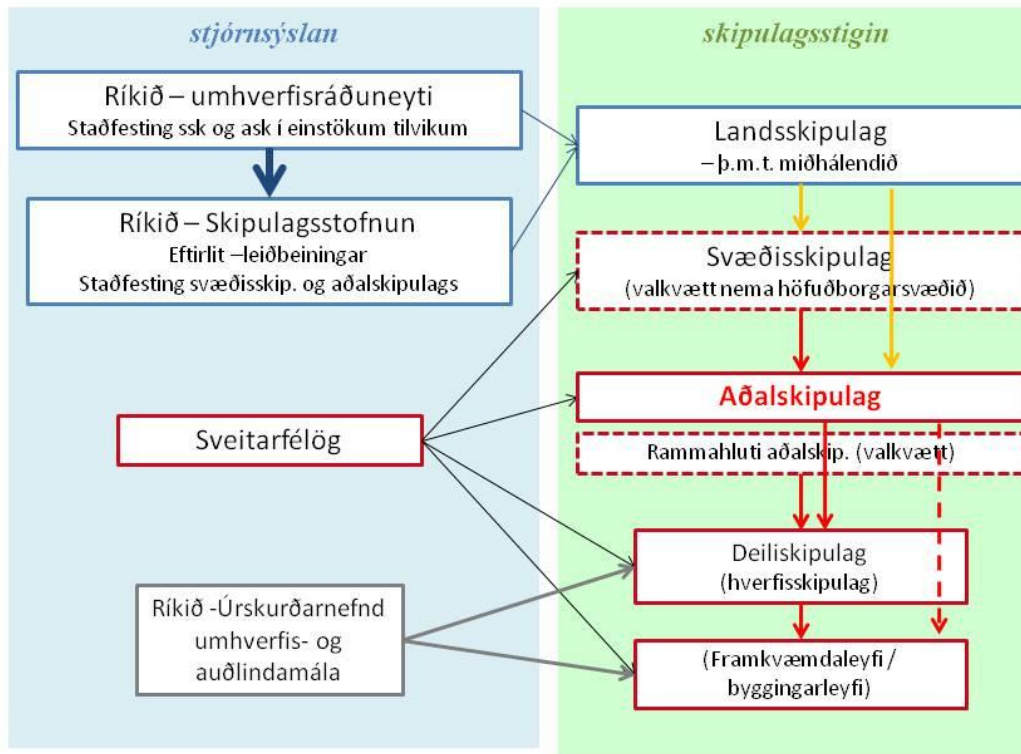 stjórnsýslan
Ríkið – umhverfisráðuneyti
Staðfesting ssk og ask í einstökum tilvikum
Ríkið – Skipulagsstofnun
Eftirlit –leiðbeiningar
Staðfesting svæðisskip. og aðalskipulags
Sveitarfélög
Ríkið -Úrskurðarnefnd
umhverfis- og
auðlindamála
skipulagsstigin
Landsskipulag
– þ.m.t. miðhálendið
Svæðisskipulag
(valkvætt nema höfuðborgarsvæðið)
Aðalskipulag
Rammahluti aðalskip. (valkvætt)
Deiliskipulag
(hverfisskipulag)
(Framkvæmdaleyfi /
byggingarleyfi)